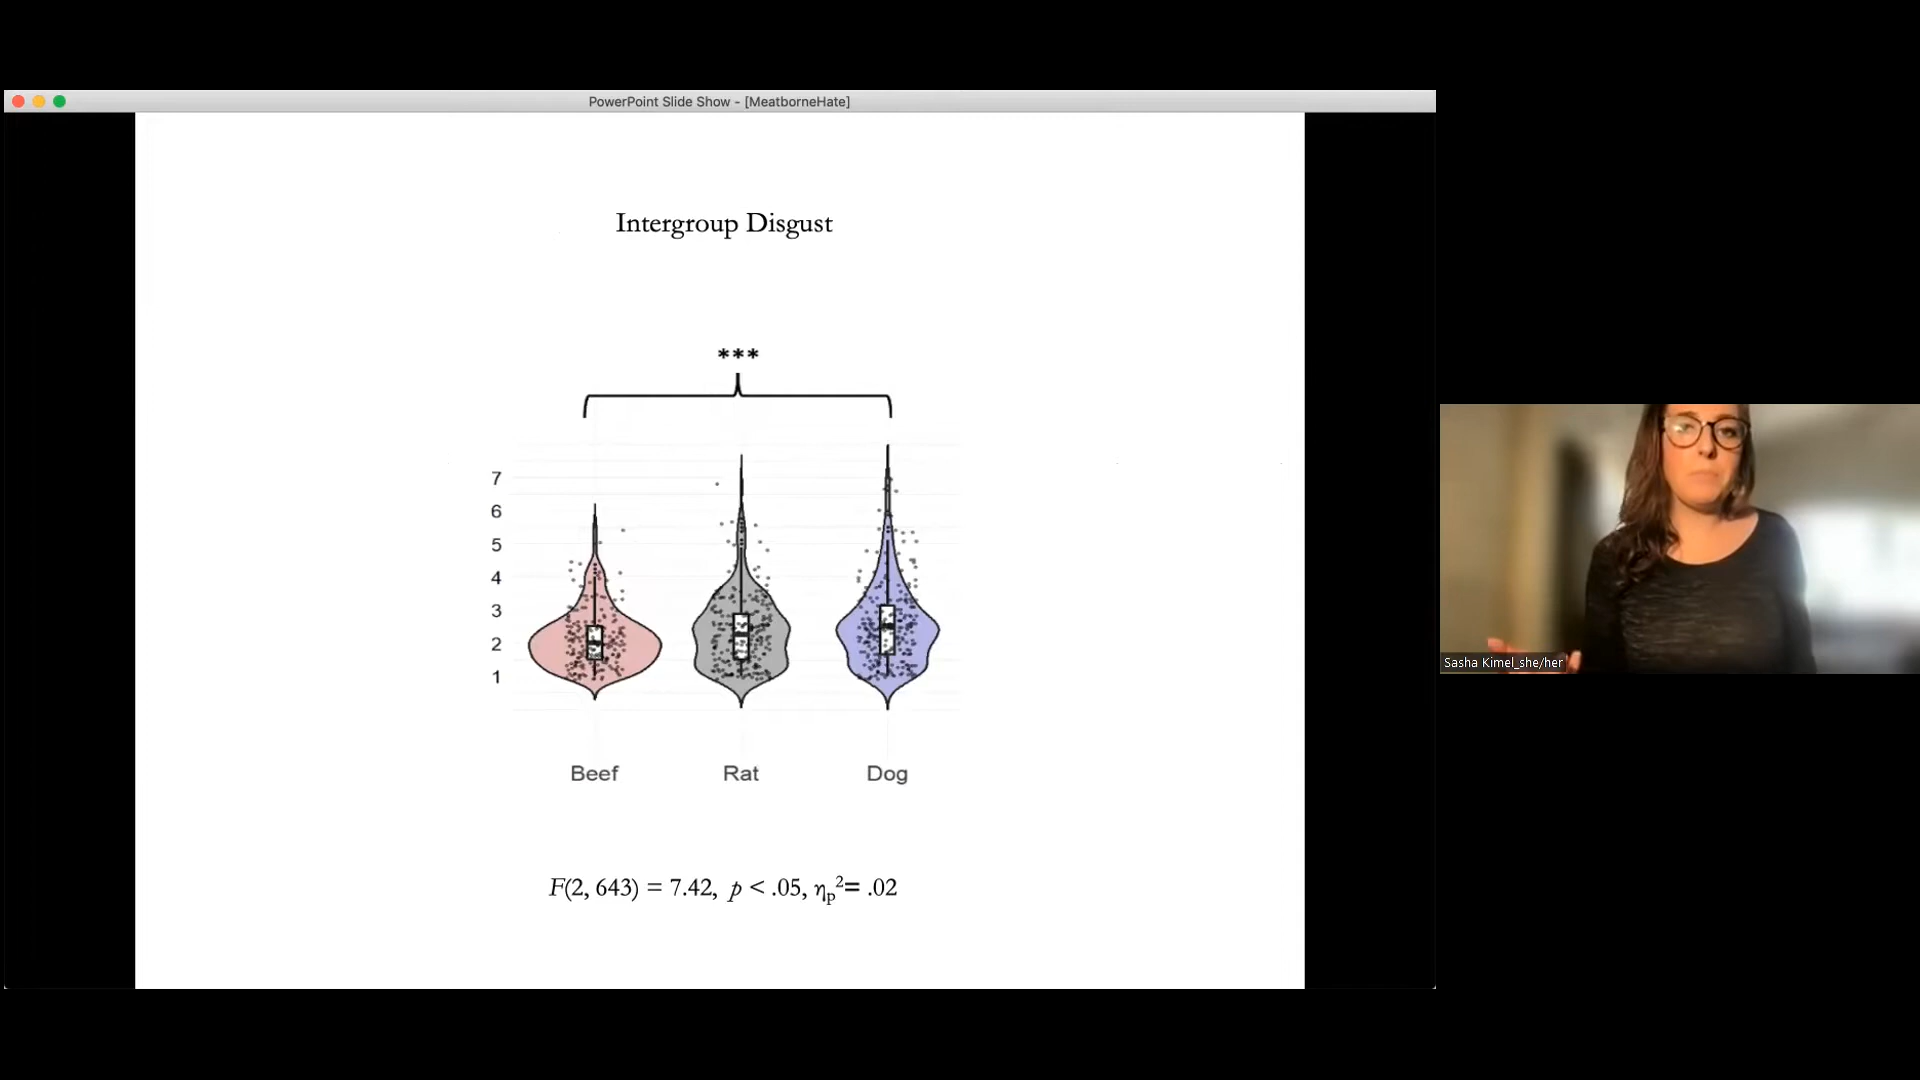 PowerPoint Slide Show - [MeatborneHate]
Intergroup Disgust
***
7
6
5
4
3
2
1
Beef Rat Dog
F(2, 643) = 7.42, p < .05, ηp²= .02
Sasha Kimel_she/her